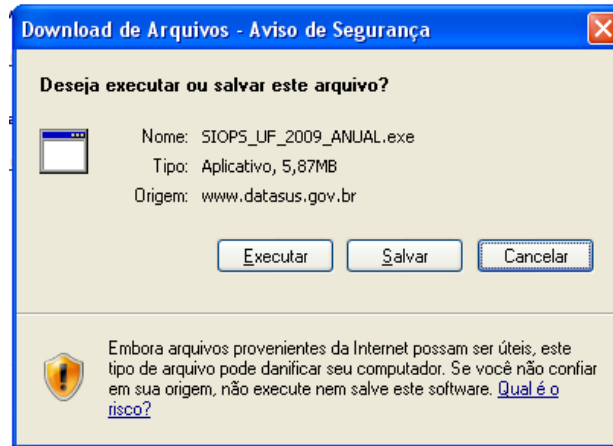 Download de Arquivos - Aviso de Segurança
Deseja executar ou salvar este arquivo?
Nome: SIOPS_UF_2009_ANUAL.exe
Tipo: Aplicativo, 5,87MB
Origem: www.datasus.gov.br
Executar Salvar Cancelar
Embora arquivos provenientes da Internet possam ser úteis, este
tipo de arquivo pode danificar seu computador. Se você não confiar
em sua origem, não execute nem salve este software. Qual é o
risco?